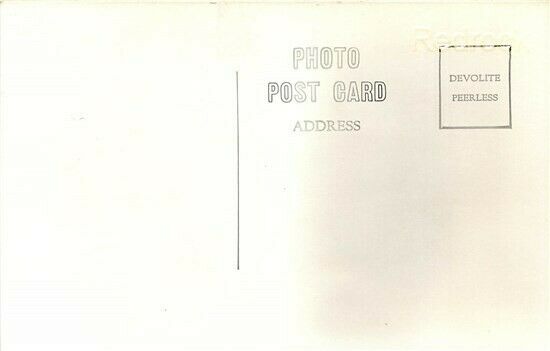 PHOTO
POST CARD
ADDRESS
DEVOLITE
PEERLESS